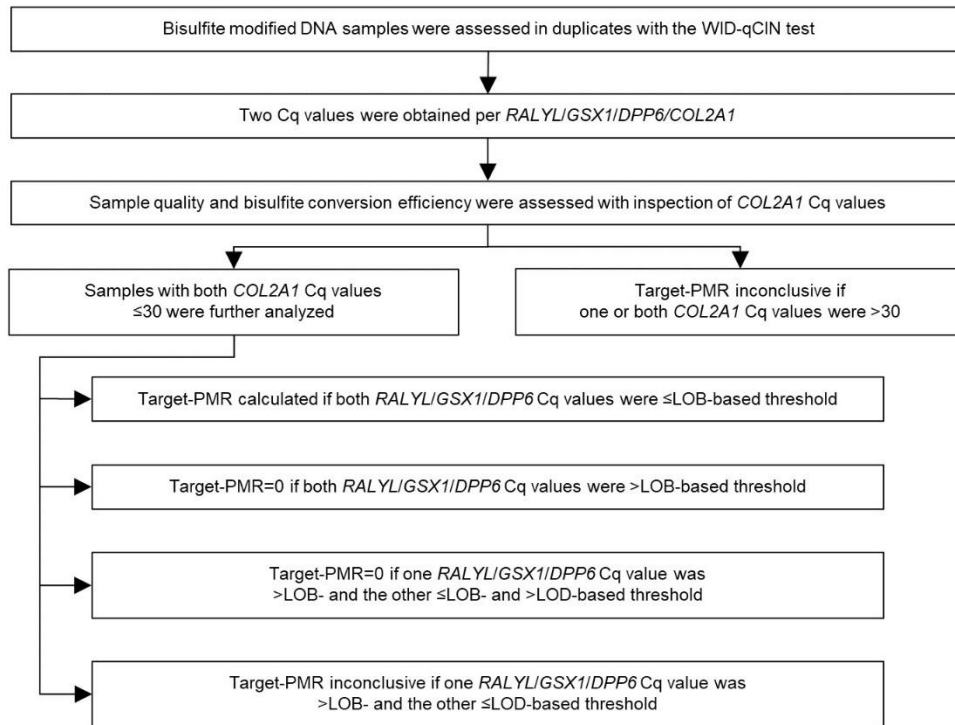 Bisulfite modified DNA samples were assessed in duplicates with the WID-qCIN test
Two Cq values were obtained per RALYL/GSX1/DPP6/COL2A1
Sample quality and bisulfite conversion efficiency were assessed with inspection of COL2A1 Cq values
Samples with both COL2A1 Cq values
≤30 were further analyzed
Target-PMR inconclusive if
one or both COL2A1 Cq values were >30
Target-PMR calculated if both RALYL/GSX1/DPP6 Cq values were ≤LOB-based threshold
Target-PMR=0 if both RALYL/GSX1/DPP6 Cq values were >LOB-based threshold
Target-PMR=0 if one RALYL/GSX1/DPP6 Cq value was
>LOB- and the other ≤LOB- and >LOD-based threshold
Target-PMR inconclusive if one RALYL/GSX1/DPP6 Cq value was
>LOB- and the other ≤LOD-based threshold